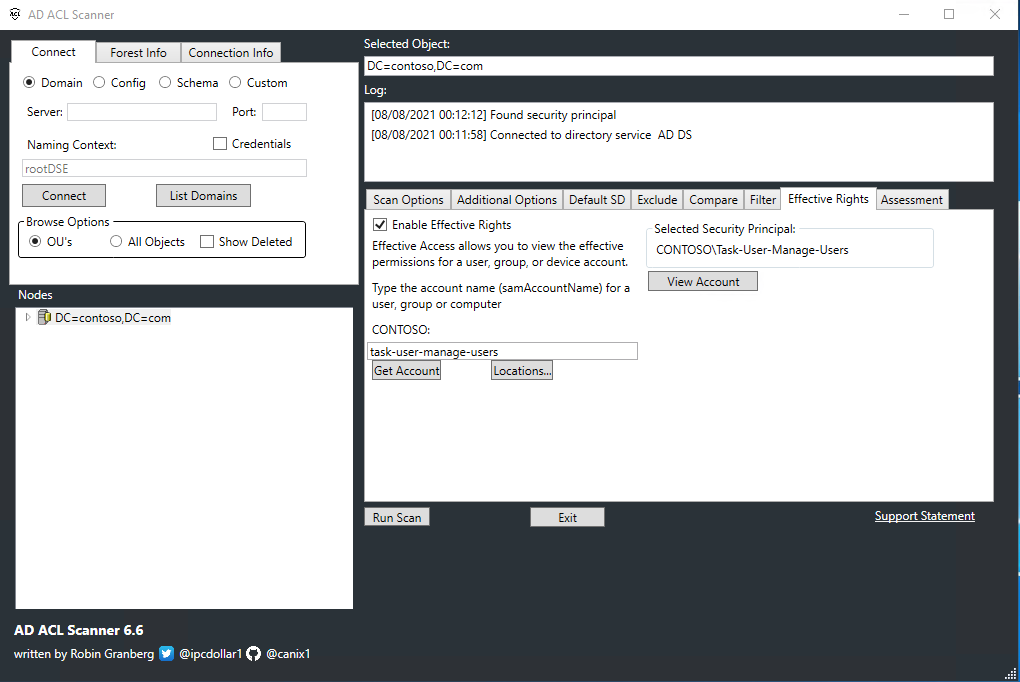 AD ACL Scanner
Connect Forest Info Connection Info
Domain Config Schema Custom
Server: Port:
Naming Context: Credentials
rootDSE
Connect List Domains
Browse Options
OU's All Objects Show Deleted
Nodes
DC=contoso,DC=com
Selected Object:
DC=contoso,DC=com
Log:
[08/08/2021 00:12:12] Found security principal
[08/08/2021 00:11:58] Connected to directory service  AD DS
Scan Options Additional Options Default SD Exclude Compare Filter Effective Rights Assessment
Enable Effective Rights
Effective Access allows you to view the effective
permissions for a user, group, or device account.
Type the account name (samAccountName) for a
user, group or computer
CONTOSO:
task-user-manage-users
Get Account Locations...
Selected Security Principal:
CONTOSO\Task-User-Manage-Users
View Account
Run Scan Exit Support Statement
AD ACL Scanner 6.6
written by Robin Granberg @ipcdollar1 @canix1